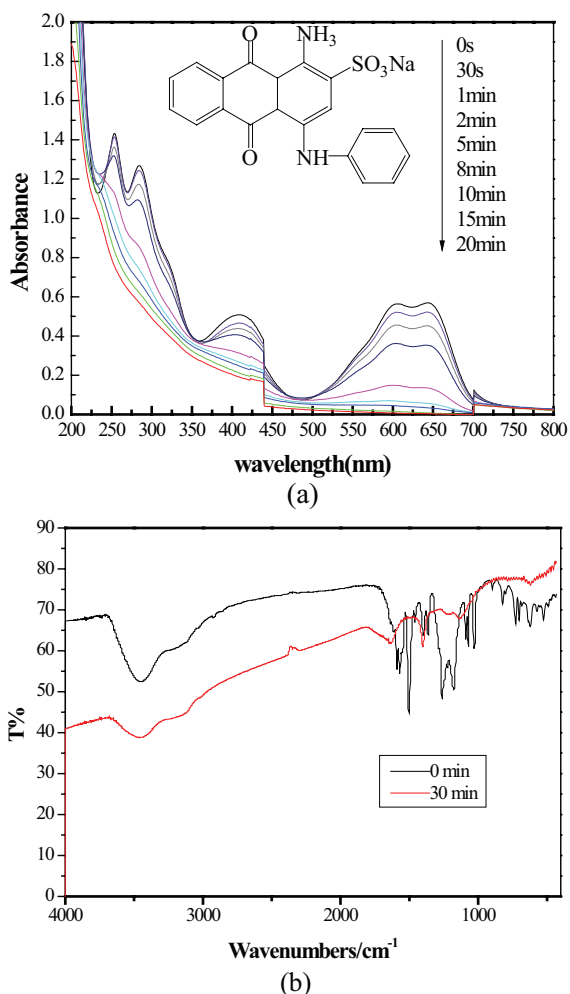 2.0
1.8
1.6
1.4
1.2
1.0
0.8
0.6
0.4
0.2
0.0
Absorbance
O
NH₃
SO₃Na
O
NH
0s
30s
1min
2min
5min
8min
10min
15min
20min
200 250 300 350 400 450 500 550 600 650 700 750 800
wavelength(nm)
(a)
90
80
70
60
50
40
30
20
10
0
T%
0 min
30 min
4000 3000 2000 1000
Wavenumbers/cm⁻¹
(b)